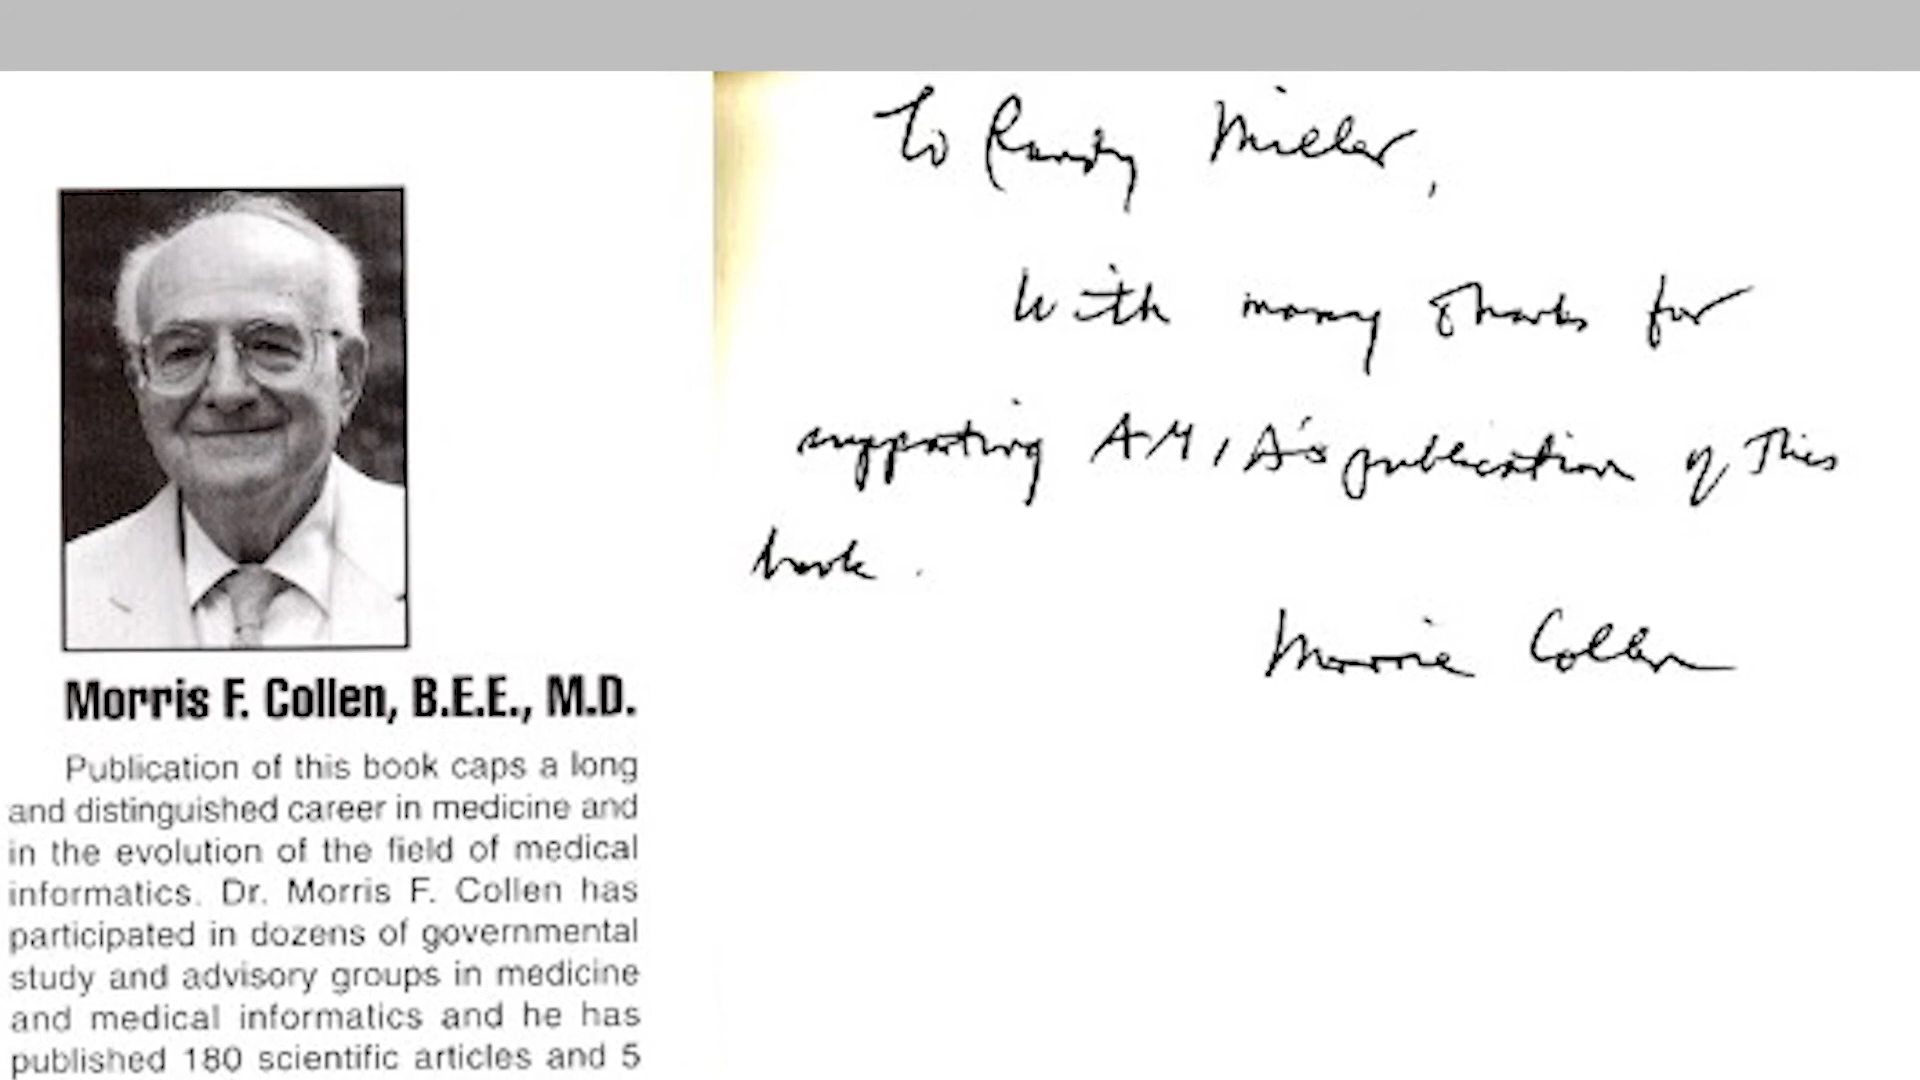 Morris F. Collen, B.E.E., M.D.
Publication of this book caps a long
and distinguished career in medicine and
in the evolution of the field of medical
informatics. Dr. Morris F. Collen has
participated in dozens of governmental
study and advisory groups in medicine
and medical informatics and he has
published 180 scientific articles and 5
To Randy Miller,
With many thanks for
supporting AMIA's publication of this
book.
Morrie Collen